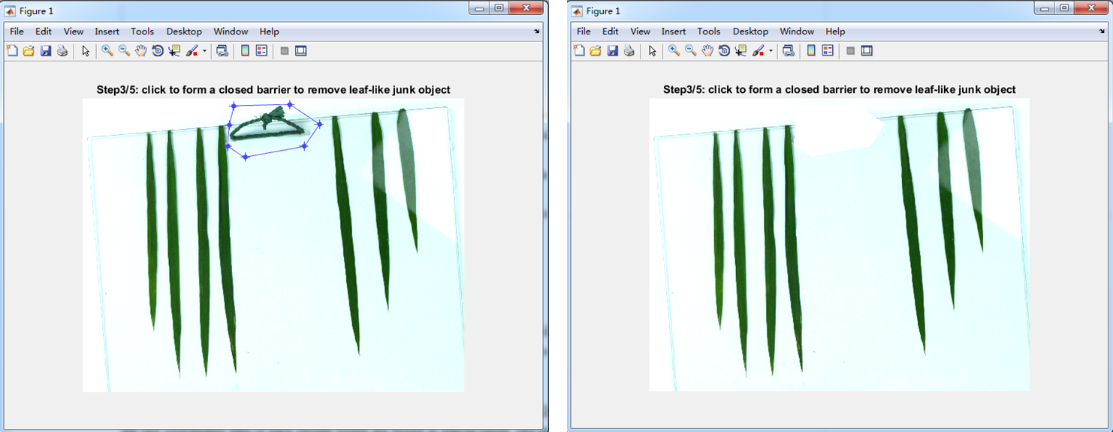 Figure 1
File Edit View Insert Tools Desktop Window Help
Step3/5: click to form a closed barrier to remove leaf-like junk object
Figure 1
File Edit View Insert Tools Desktop Window Help
Step3/5: click to form a closed barrier to remove leaf-like junk object